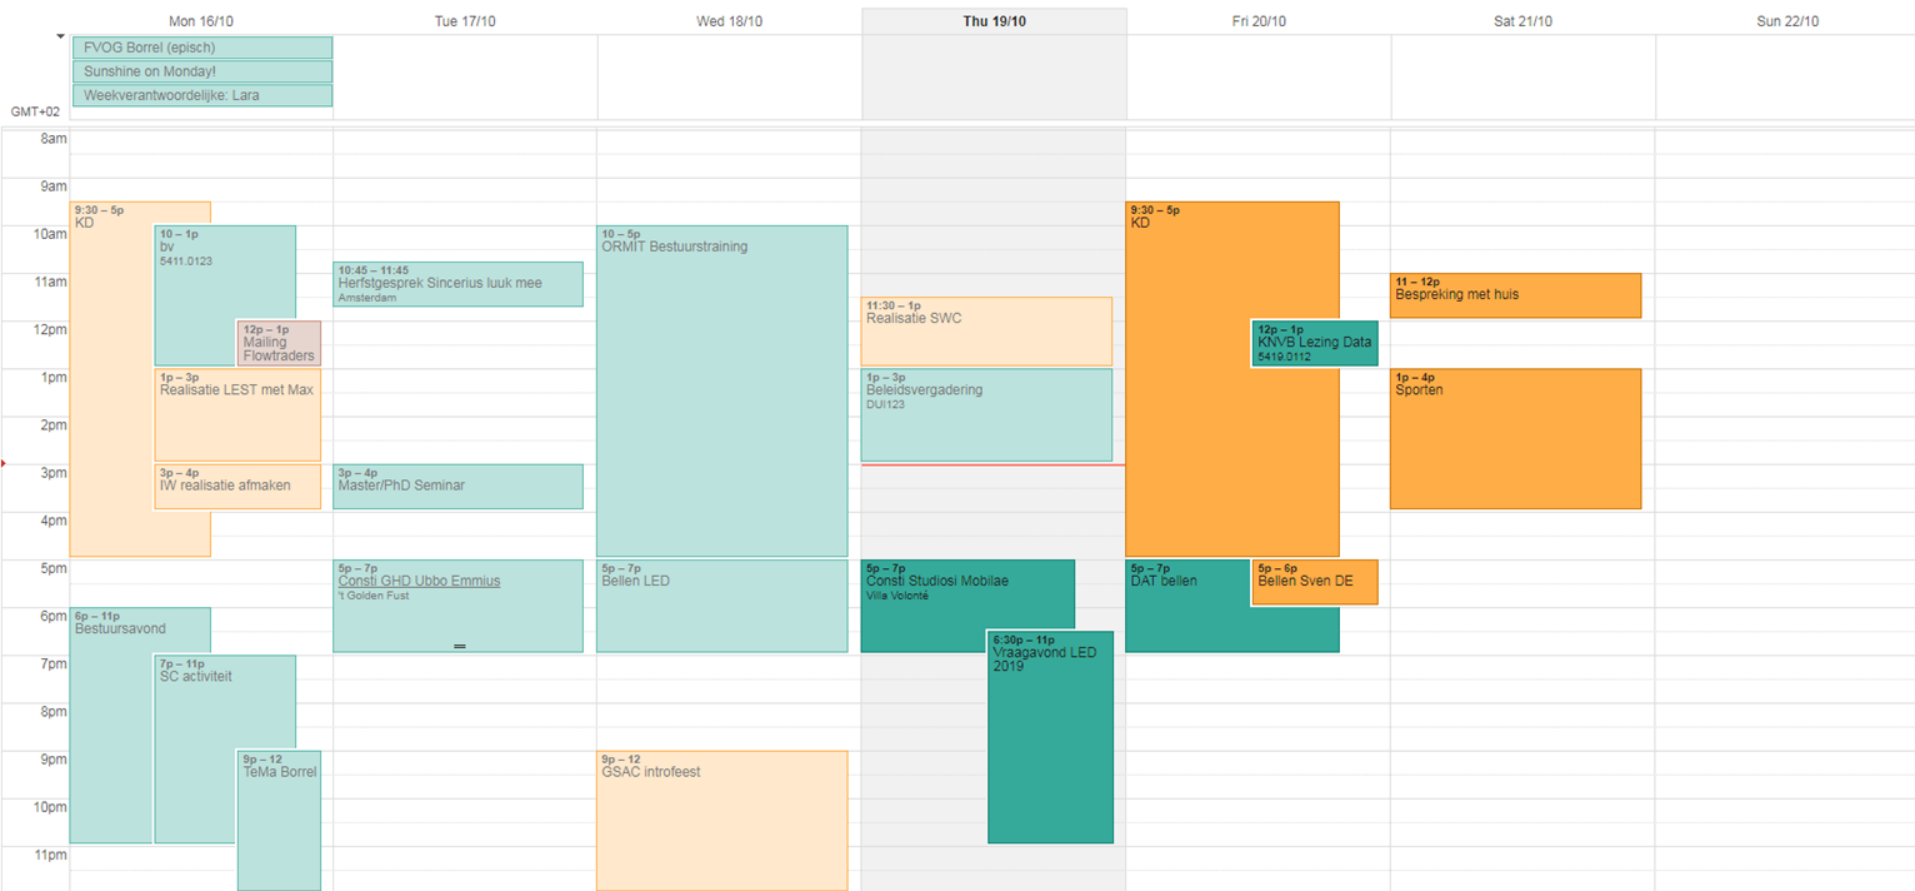 Mon 16/10
Tue 17/10
Wed 18/10
Thu 19/10
Fri 20/10
Sat 21/10
Sun 22/10
FVOG Borrel (episch)
Sunshine on Monday!
Weekverantwoordelijke: Lara
GMT+02
8am
9am
10am
11am
12pm
1pm
2pm
3pm
4pm
5pm
6pm
7pm
8pm
9pm
10pm
11pm
9:30 – 5p
KD
10 – 1p
bv
5411.0123
12p – 1p
Mailing
Flowtraders
1p – 3p
Realisatie LEST met Max
3p – 4p
IW realisatie afmaken
6p – 11p
Bestuursavond
7p – 11p
SC activiteit
9p – 12
TeMa Borrel
10:45 – 11:45
Herfstgesprek Sincerius luuk mee
Amsterdam
3p – 4p
Master/PhD Seminar
5p – 7p
Consti GHD Ubbo Emmius
't Golden Fust
10 – 5p
ORMIT Bestuurstraining
5p – 7p
Bellen LED
9p – 12
GSAC introfeest
11:30 – 1p
Realisatie SWC
1p – 3p
Beleidsvergadering
DUI123
5p – 7p
Consti Studiosi Mobilae
Villa Volonté
6:30p – 11p
Vraagavond LED
2019
9:30 – 5p
KD
12p – 1p
KNVB Lezing Data
5419.0112
5p – 7p
DAT bellen
5p – 6p
Bellen Sven DE
11 – 12p
Bespreking met huis
1p – 4p
Sporten